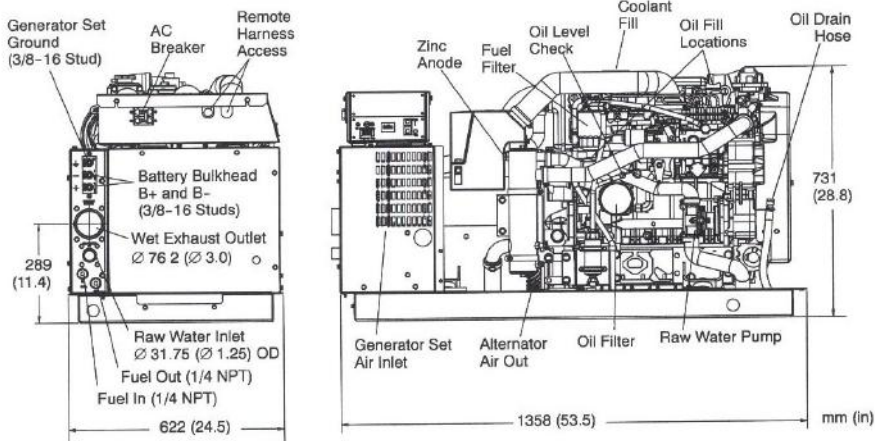 Generator Set
Ground
(3/8-16 Stud)
AC
Breaker
Remote
Harness
Access
Battery Bulkhead
B+ and B-
(3/8-16 Studs)
Wet Exhaust Outlet
Ø 76 2 (Ø 3.0)
289
(11.4)
Raw Water Inlet
Ø 31.75 (Ø 1.25) OD
Fuel Out (1/4 NPT)
Fuel In (1/4 NPT)
622 (24.5)
Zinc
Anode
Fuel
Filter
Oil Level
Check
Coolant
Fill
Oil Fill
Locations
Oil Drain
Hose
731
(28.8)
Generator Set
Air Inlet
Alternator
Air Out
Oil Filter
Raw Water Pump
1358 (53.5)
mm (in)